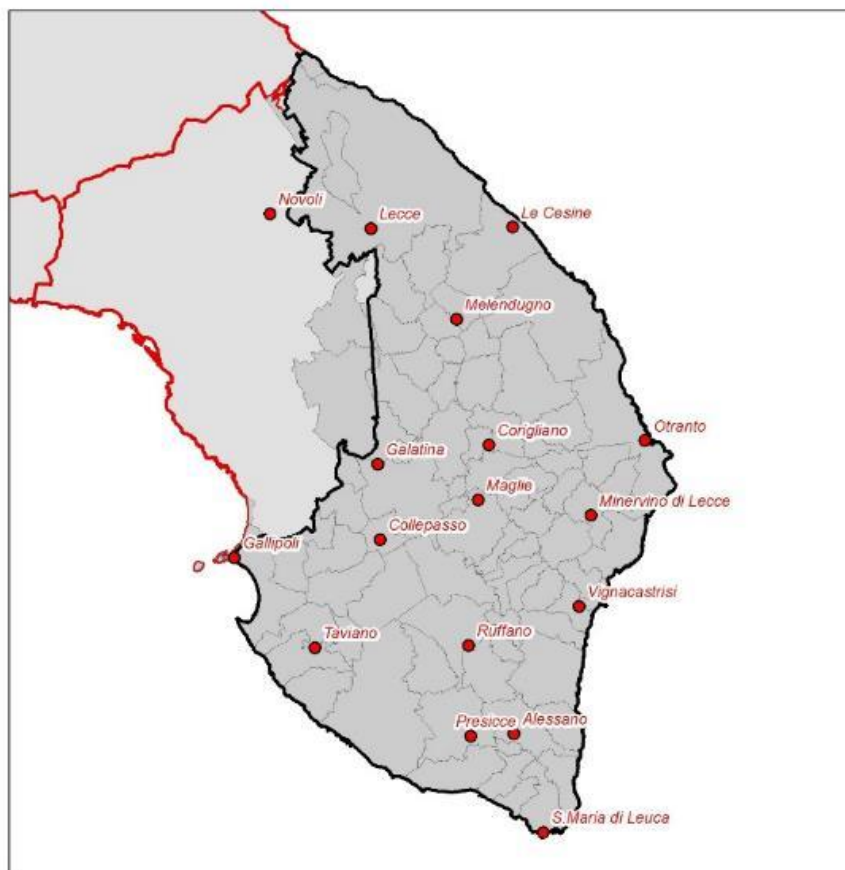 Novoli
Lecce
Le Cesine
Melendugno
Otranto
Corigliano
Galatina
Maglie
Minervino di Lecce
Collepasso
Gallipoli
Vignacastrisi
Taviano
Ruffano
Presicce
Alessano
S.Maria di Leuca